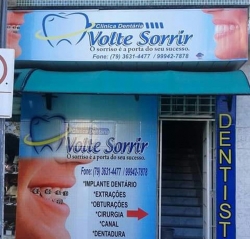 Clínica Dentário
Volte Sorrir
O sorriso é a porta do seu sucesso.
Fone: (79) 3631-4477 / 99942-7878
Volte Sorrir
O sorriso é a porta do seu sucesso.
Fone: (79) 3631-4477 / 99942-7878
*IMPLANTE DENTÁRIO
*EXTRAÇÕES
*OBTURAÇÕES
*CIRURGIA
*CANAL
*DENTADURA
DENTIST